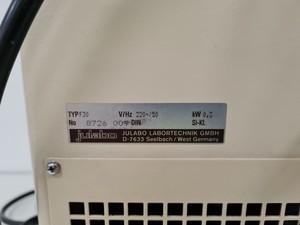 TYP F30 V/Hz 220~/50 kW 0,5
No 8726 009 DIN SI-KL
julabo JULABO LABORTECHNIK GMBH
D-7633 Seelbach / West Germany